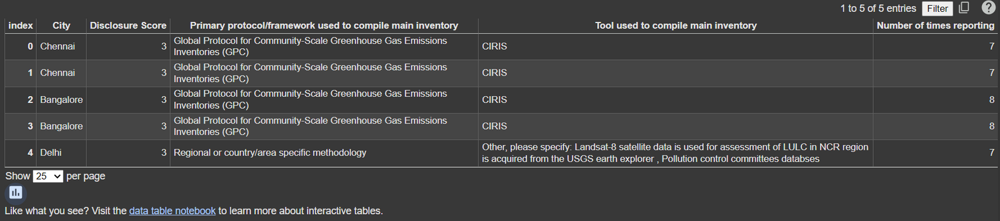 1 to 5 of 5 entries Filter
index City Disclosure Score Primary protocol/framework used to compile main inventory Tool used to compile main inventory Number of times reporting
0 Chennai 3 Global Protocol for Community-Scale Greenhouse Gas Emissions
Inventories (GPC) CIRIS 7
1 Chennai 3 Global Protocol for Community-Scale Greenhouse Gas Emissions
Inventories (GPC) CIRIS 7
2 Bangalore 3 Global Protocol for Community-Scale Greenhouse Gas Emissions
Inventories (GPC) CIRIS 8
3 Bangalore 3 Global Protocol for Community-Scale Greenhouse Gas Emissions
Inventories (GPC) CIRIS 8
4 Delhi 3 Regional or country/area specific methodology Other, please specify: Landsat-8 satellite data is used for assessment of LULC in NCR region
is acquired from the USGS earth explorer , Pollution control committees databses 7
Show 25 per page
Like what you see? Visit the data table notebook to learn more about interactive tables.